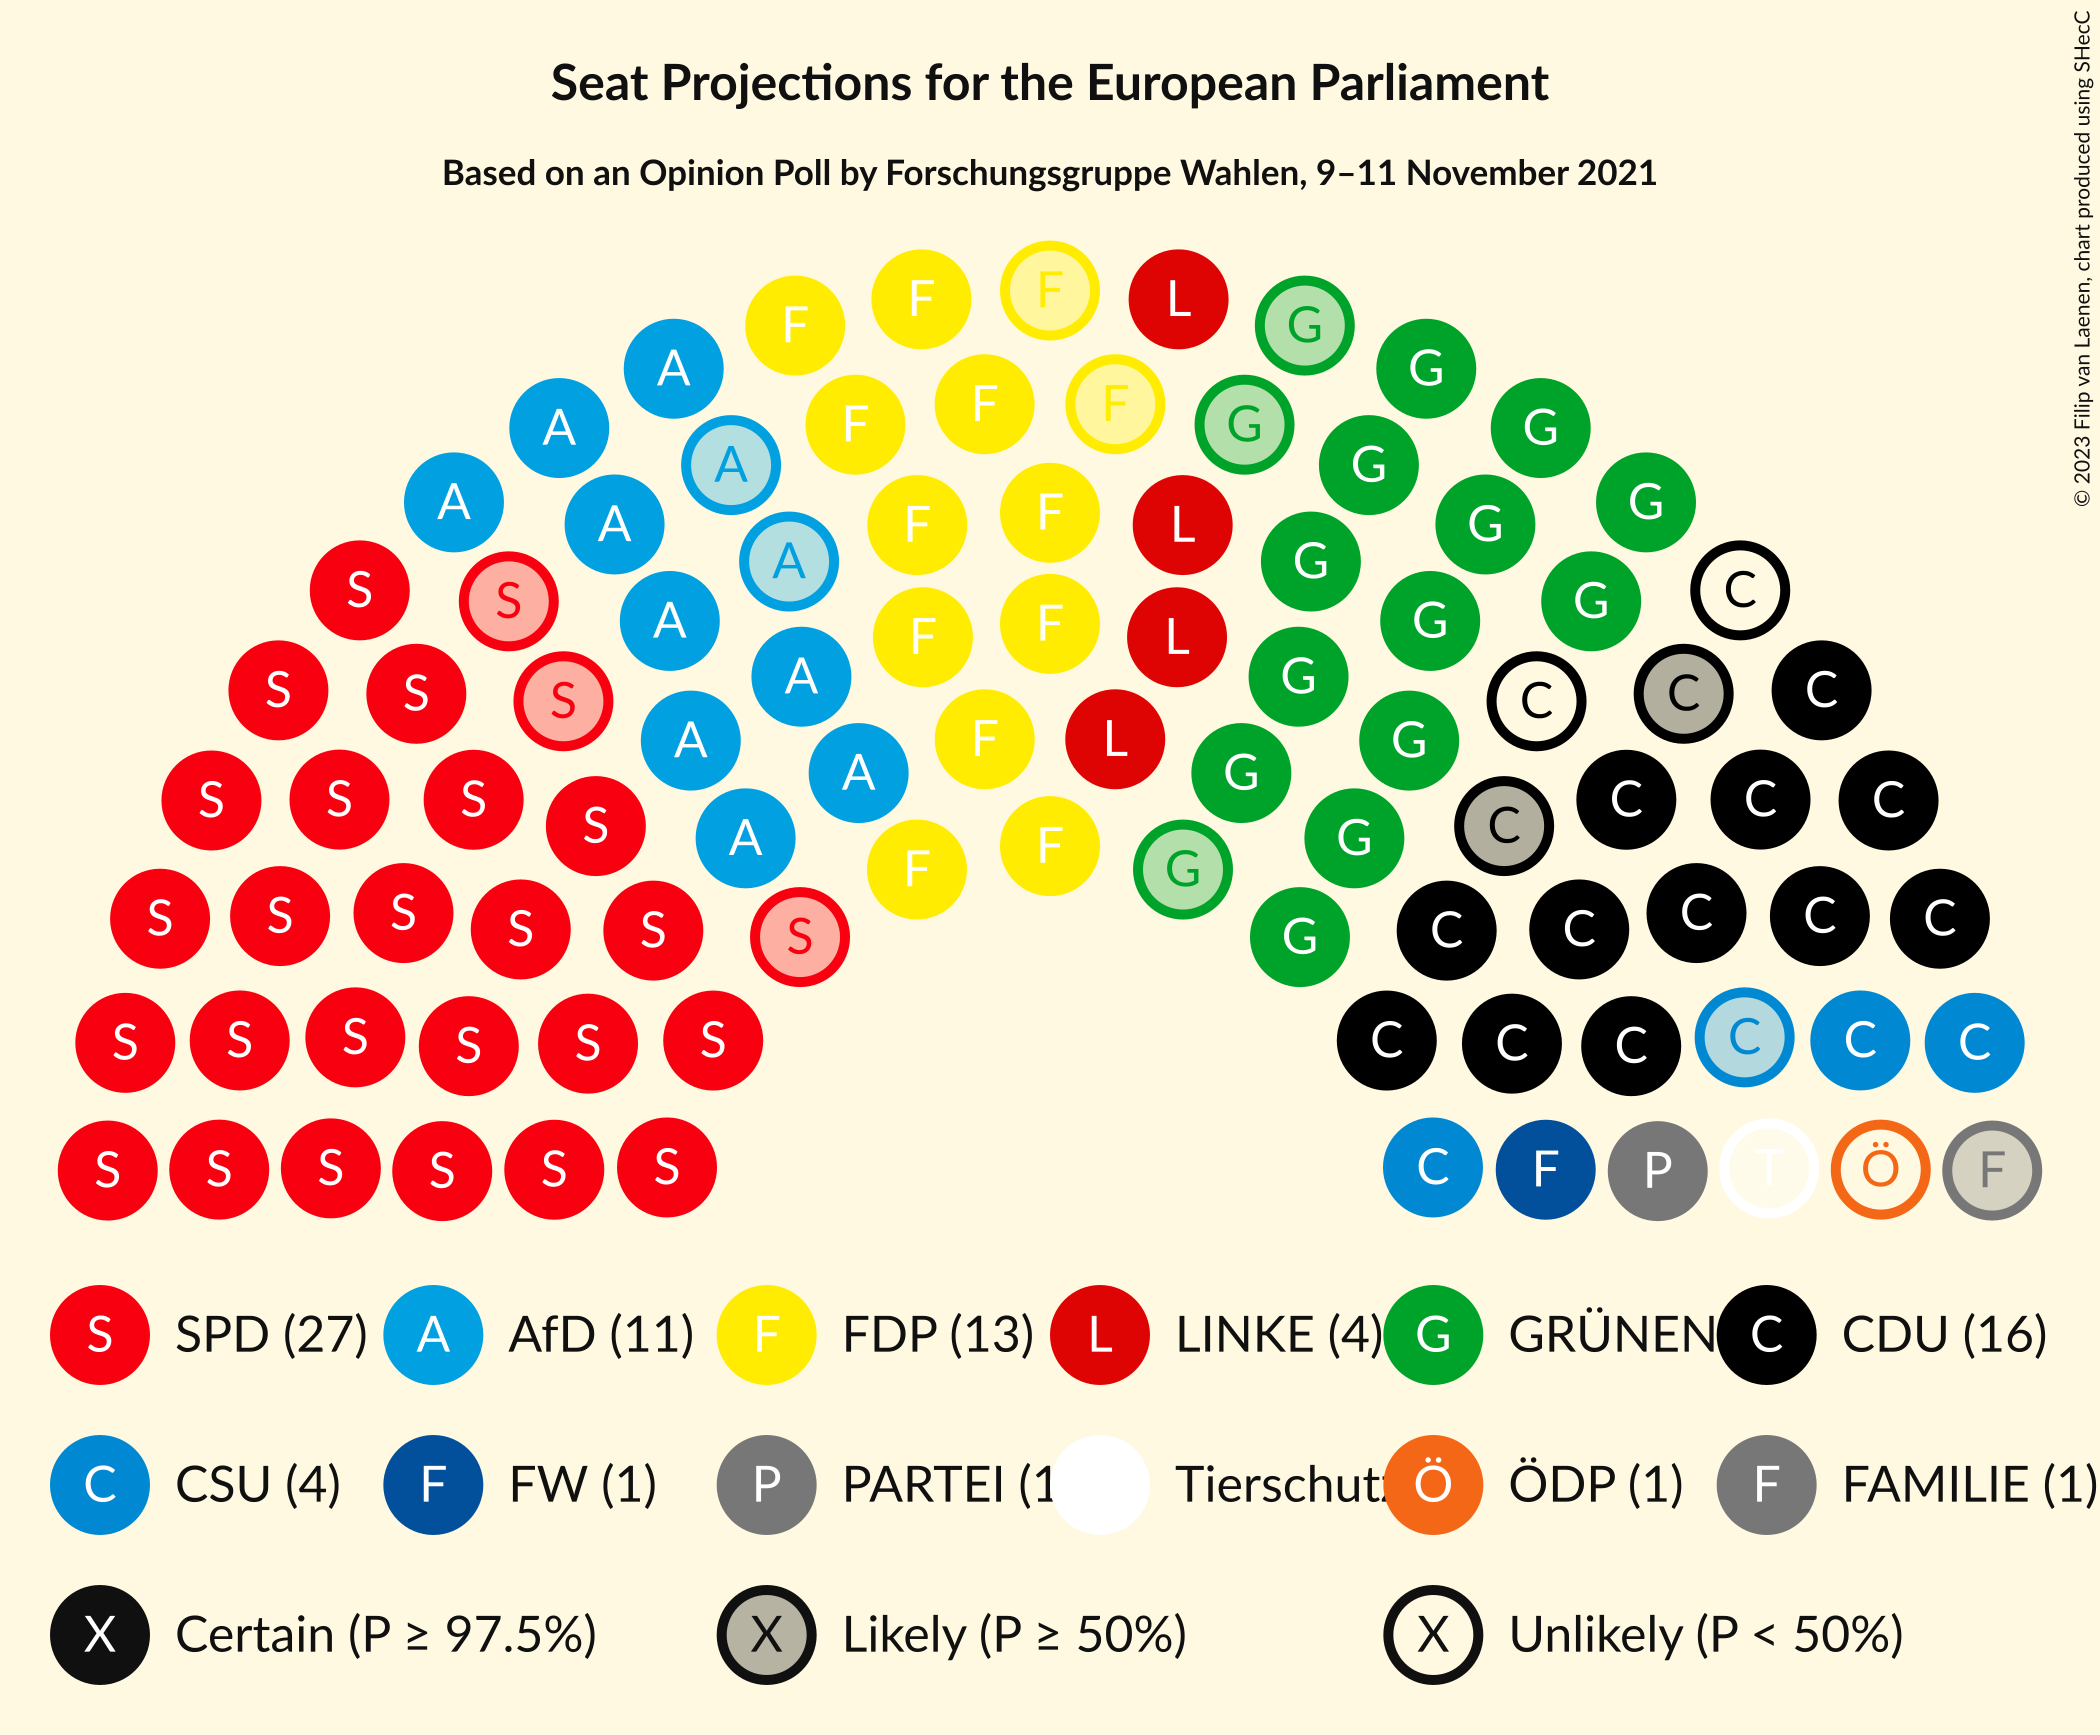 Seat Projections for the European Parliament
Based on an Opinion Poll by Forschungsgruppe Wahlen, 9–11 November 2021
© 2023 Filip van Laenen, chart produced using SHecC
F F F L G
A F F F G G G
A A A F F L G G G G
A A A F F L G G G G C
S S A A F L G G C C C
S S S A A F F G G C C C C
S S S S A S F G G C C C C C
S S S S S C C C C C
S S S S S S C C C C C C
S S S S S S C F P T Ö F
S SPD (27) A AfD (11) F FDP (13) L LINKE (4) G GRÜNEN C CDU (16)
C CSU (4) F FW (1) P PARTEI (1 Tierschutz Ö ÖDP (1) F FAMILIE (1)
X Certain (P ≥ 97.5%) X Likely (P ≥ 50%) X Unlikely (P < 50%)